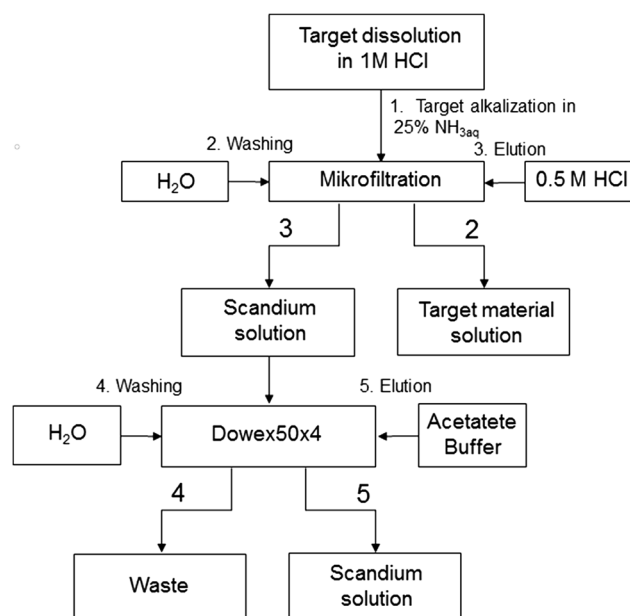 Target dissolution
in 1M HCl
1. Target alkalization in
25% NH3aq
2. Washing
3. Elution
H2O
Mikrofiltration
0.5 M HCl
3
2
Scandium
solution
Target material
solution
4. Washing
5. Elution
H2O
Dowex50x4
Acetatete
Buffer
4
5
Waste
Scandium
solution